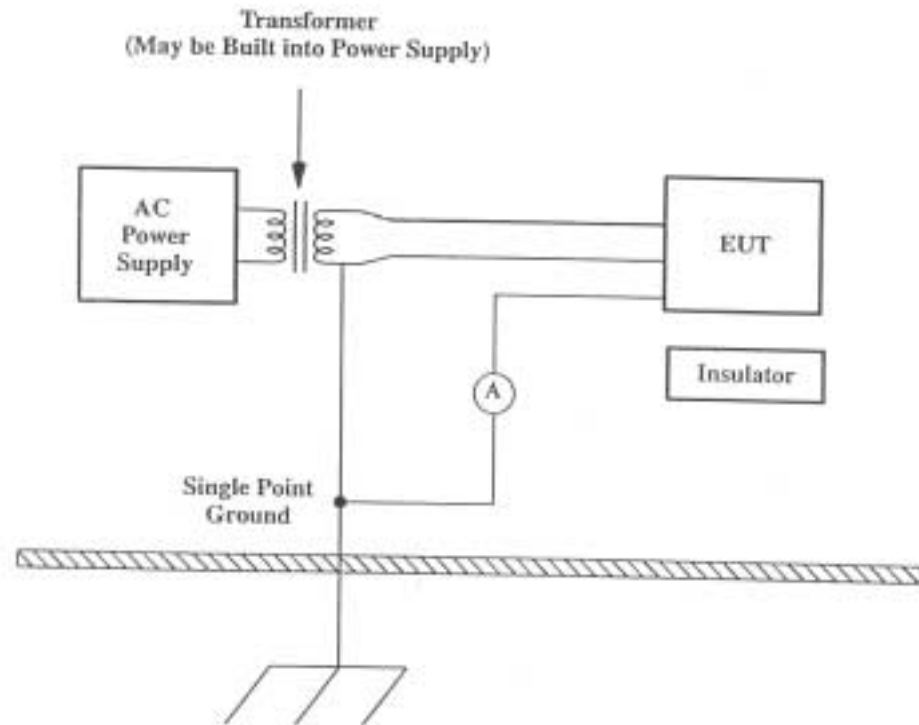 Transformer
(May be Built into Power Supply)
AC
Power
Supply
EUT
Insulator
A
Single Point
Ground